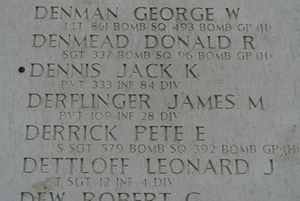 DENMAN GEORGE W
1 LT 861 BOMB SQ 493 BOMB GP (H)
DENMEAD DONALD R
SGT 337 BOMB SQ 96 BOMB GP (H)
DENNIS JACK K
PVT 333 INF 84 DIV
DERFLINGER JAMES M
PVT 109 INF 28 DIV
DERRICK PETE E
S SGT 579 BOMB SQ 392 BOMB GP (H)
DETTLOFF LEONARD J
T SGT 12 INF 4 DIV
DEW ROBERT C